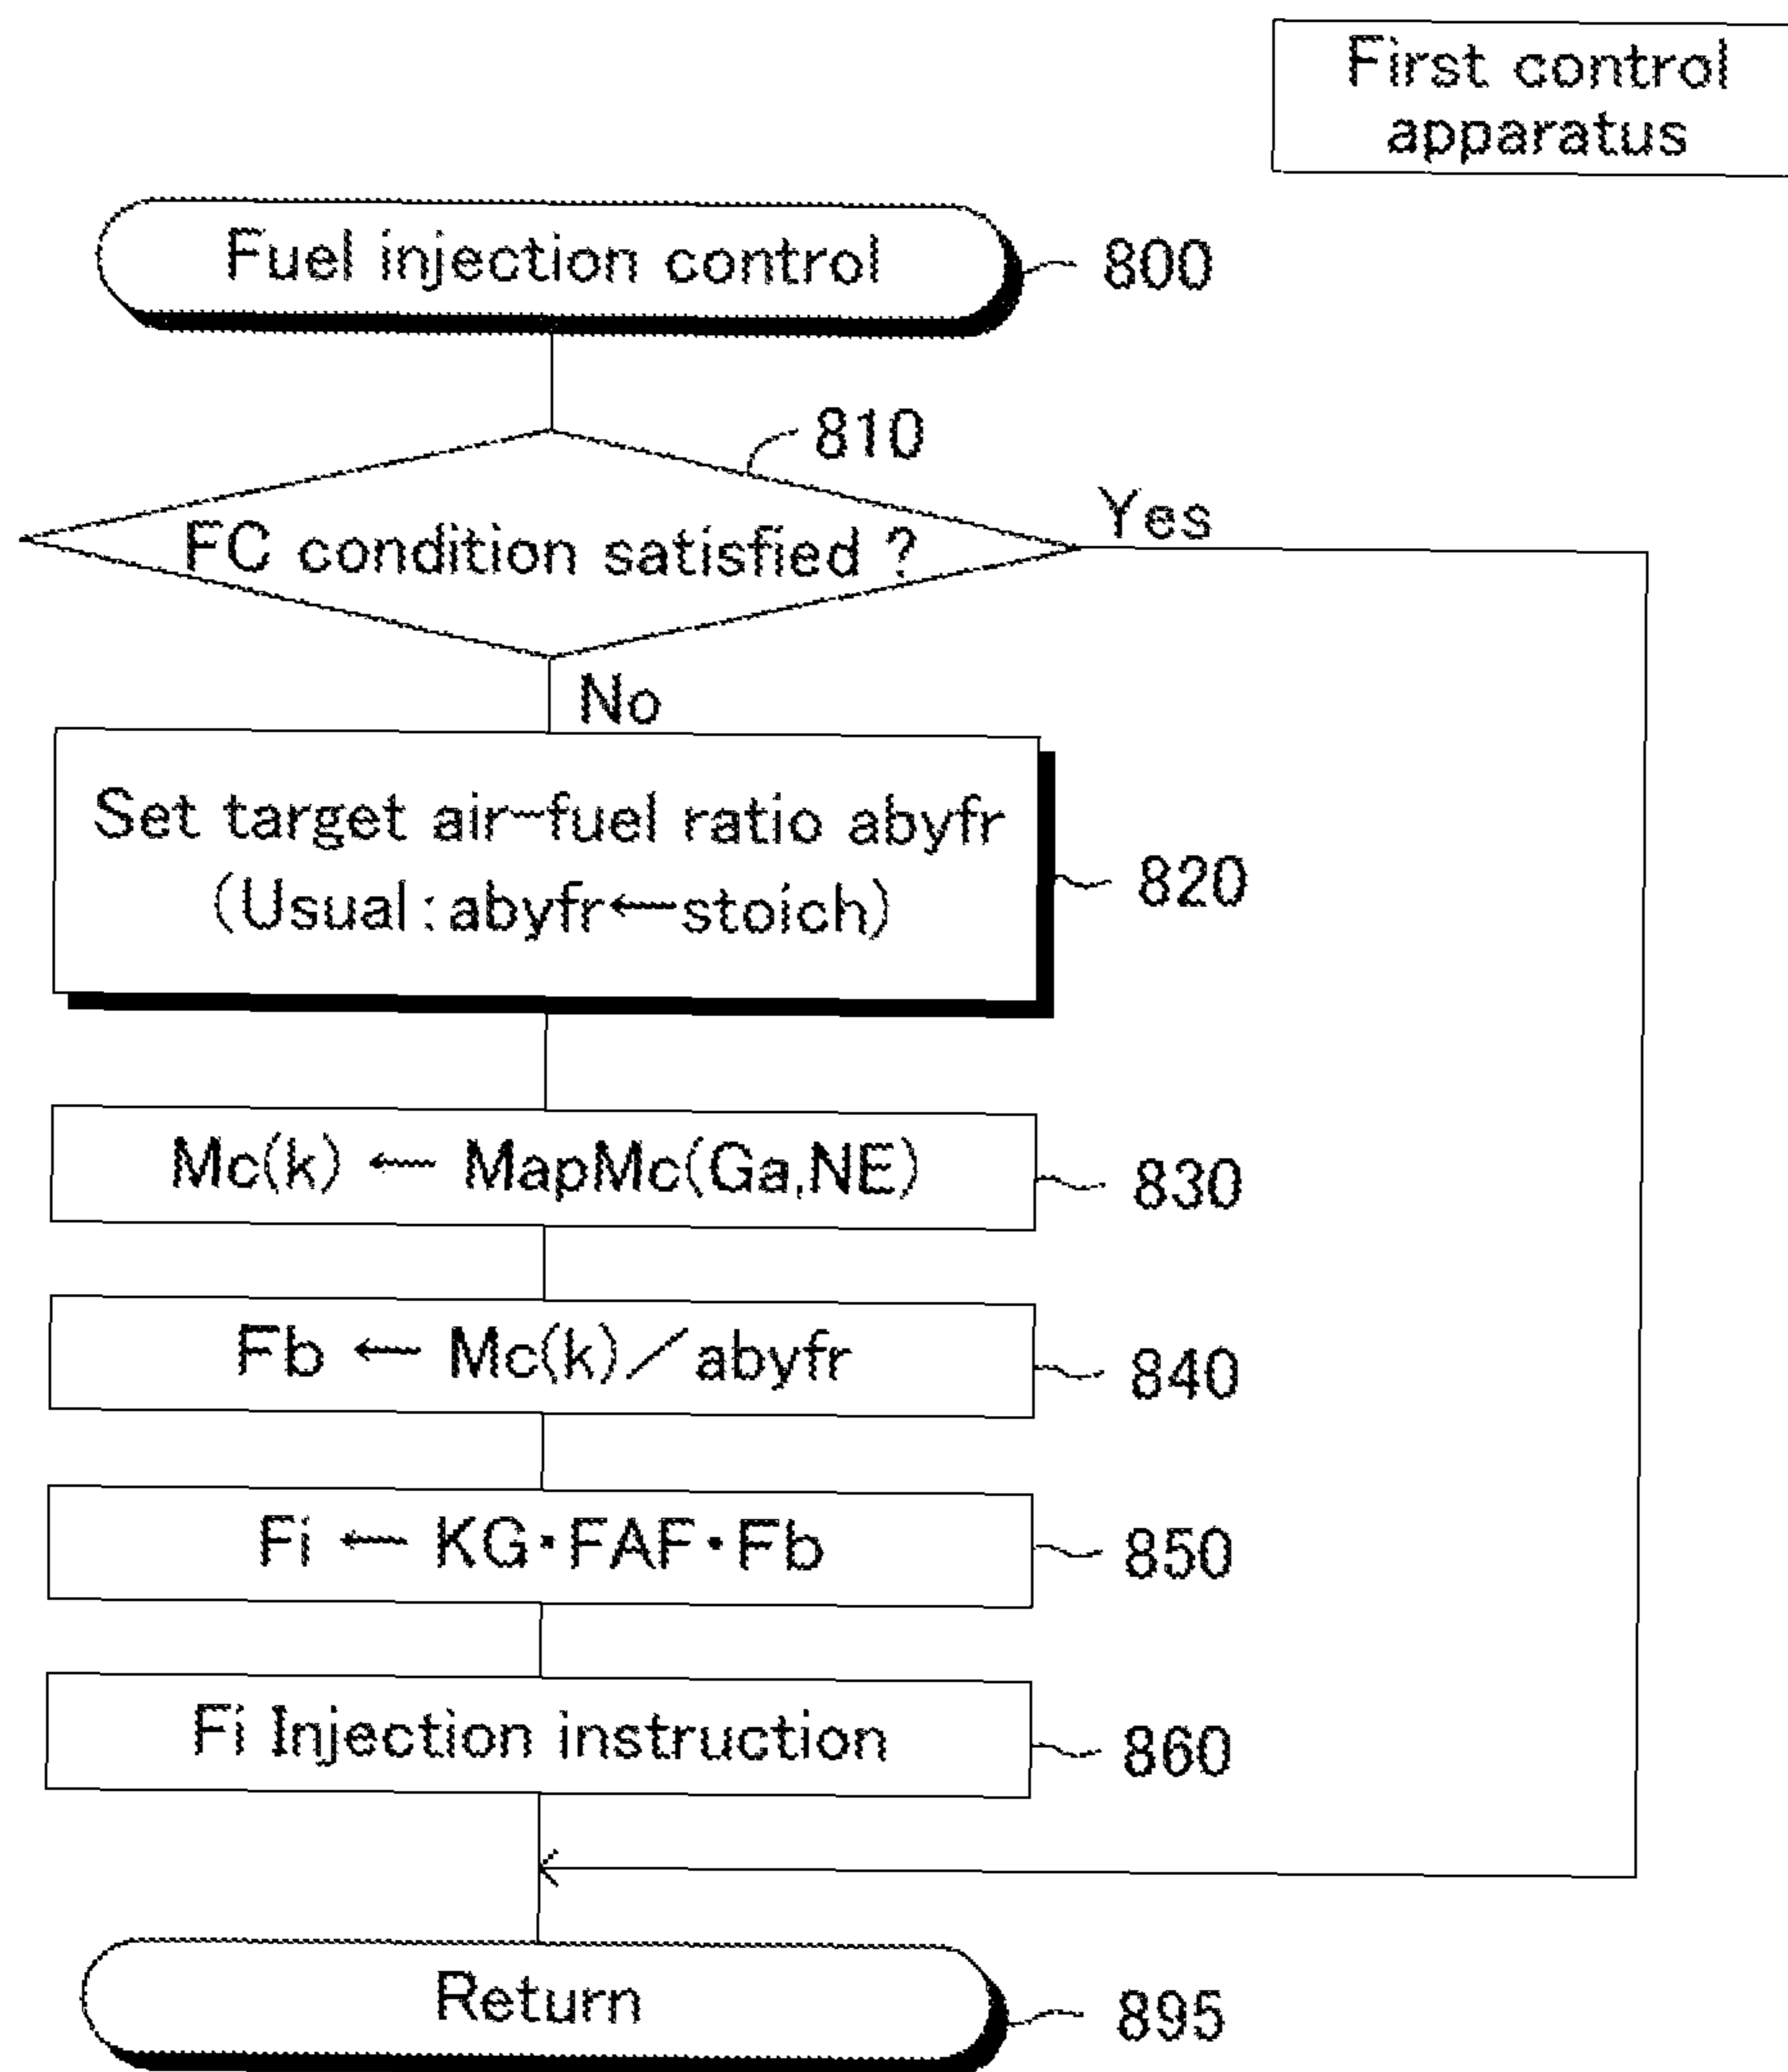 First control
apparatus
Fuel injection control
800
810
FC condition satisfied ?
Yes
No
Set target air-fuel ratio abyfr
(Usual:abyfr←stoich)
820
Mc(k) ← MapMc(Ga,NE)
830
Fb ← Mc(k)/abyfr
840
Fi ← KG·FAF·Fb
850
Fi Injection instruction
860
Return
895